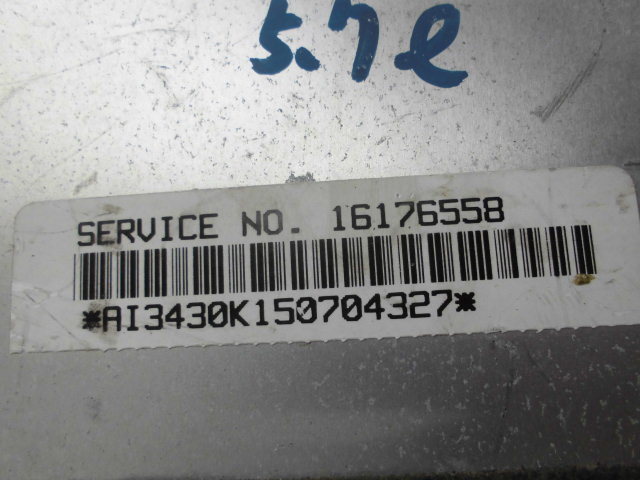 5.7ℓ
SERVICE NO. 16176558
*AI3430K150704327*